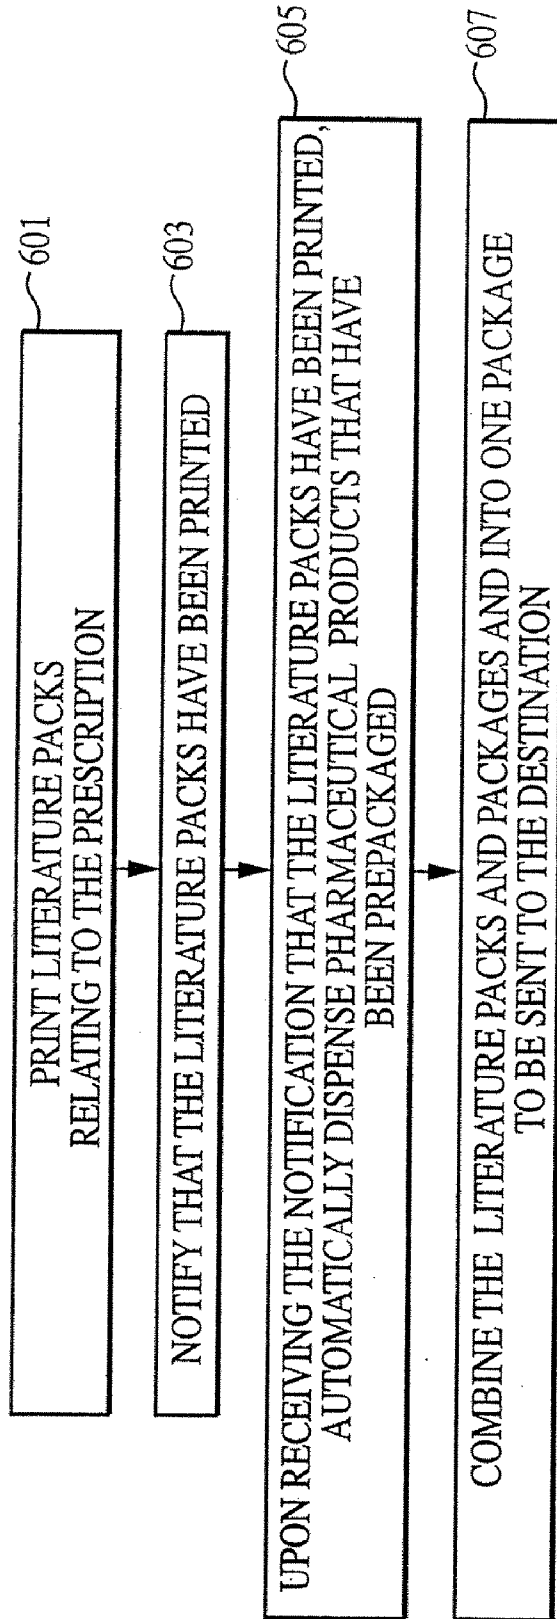 PRINT LITERATURE PACKS
RELATING TO THE PRESCRIPTION
601
NOTIFY THAT THE LITERATURE PACKS HAVE BEEN PRINTED
603
UPON RECEIVING THE NOTIFICATION THAT THE LITERATURE PACKS HAVE BEEN PRINTED,
AUTOMATICALLY DISPENSE PHARMACEUTICAL PRODUCTS THAT HAVE
BEEN PREPACKAGED
605
COMBINE THE LITERATURE PACKS AND PACKAGES AND INTO ONE PACKAGE
TO BE SENT TO THE DESTINATION
607